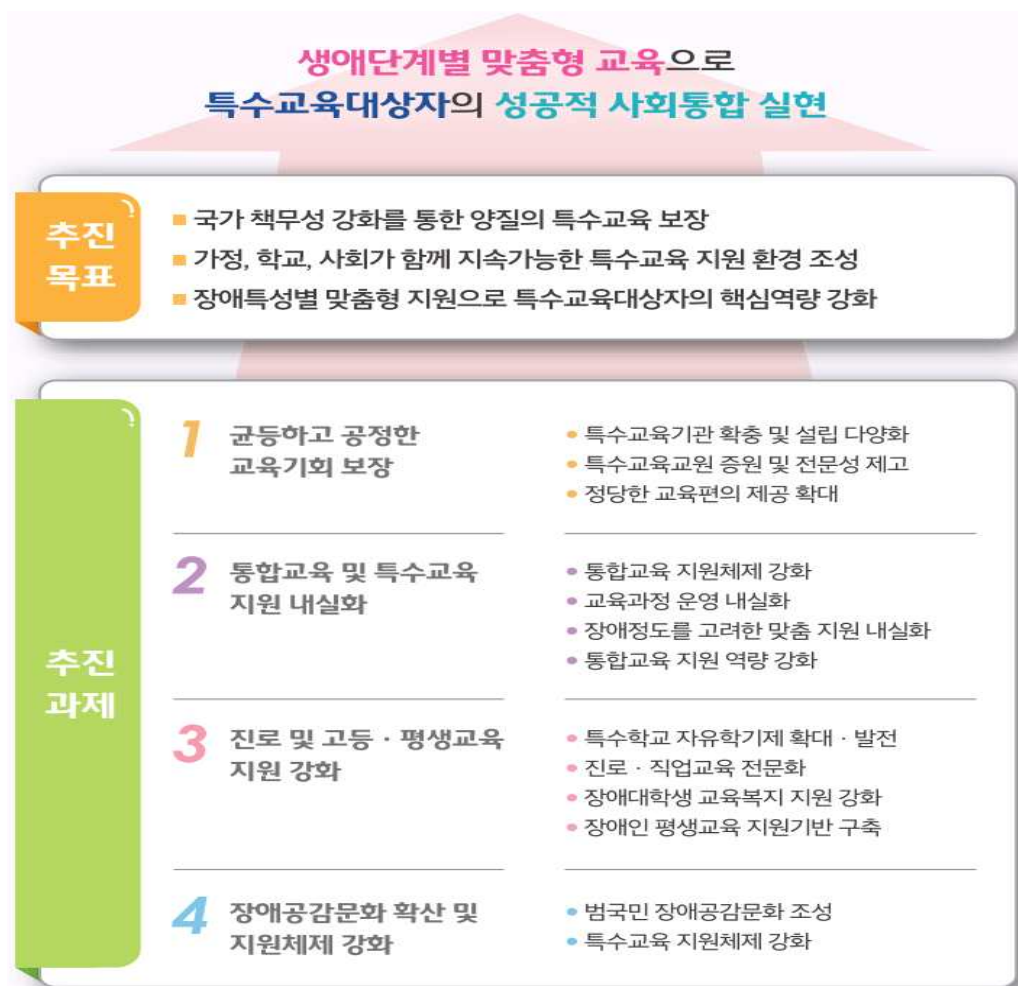 생애단계별 맞춤형 교육으로
특수교육대상자의 성공적 사회통합 실현
추진
목표
■ 국가 책무성 강화를 통한 양질의 특수교육 보장
■ 가정, 학교, 사회가 함께 지속가능한 특수교육 지원 환경 조성
■ 장애특성별 맞춤형 지원으로 특수교육대상자의 핵심역량 강화
추진
과제
1 균등하고 공정한
교육기회 보장
• 특수교육기관 확충 및 설립 다양화
• 특수교육교원 증원 및 전문성 제고
• 정당한 교육편의 제공 확대
2 통합교육 및 특수교육
지원 내실화
• 통합교육 지원체제 강화
• 교육과정 운영 내실화
• 장애정도를 고려한 맞춤 지원 내실화
• 통합교육 지원 역량 강화
3 진로 및 고등 · 평생교육
지원 강화
• 특수학교 자유학기제 확대 · 발전
• 진로 · 직업교육 전문화
• 장애대학생 교육복지 지원 강화
• 장애인 평생교육 지원기반 구축
4 장애공감문화 확산 및
지원체제 강화
• 범국민 장애공감문화 조성
• 특수교육 지원체제 강화